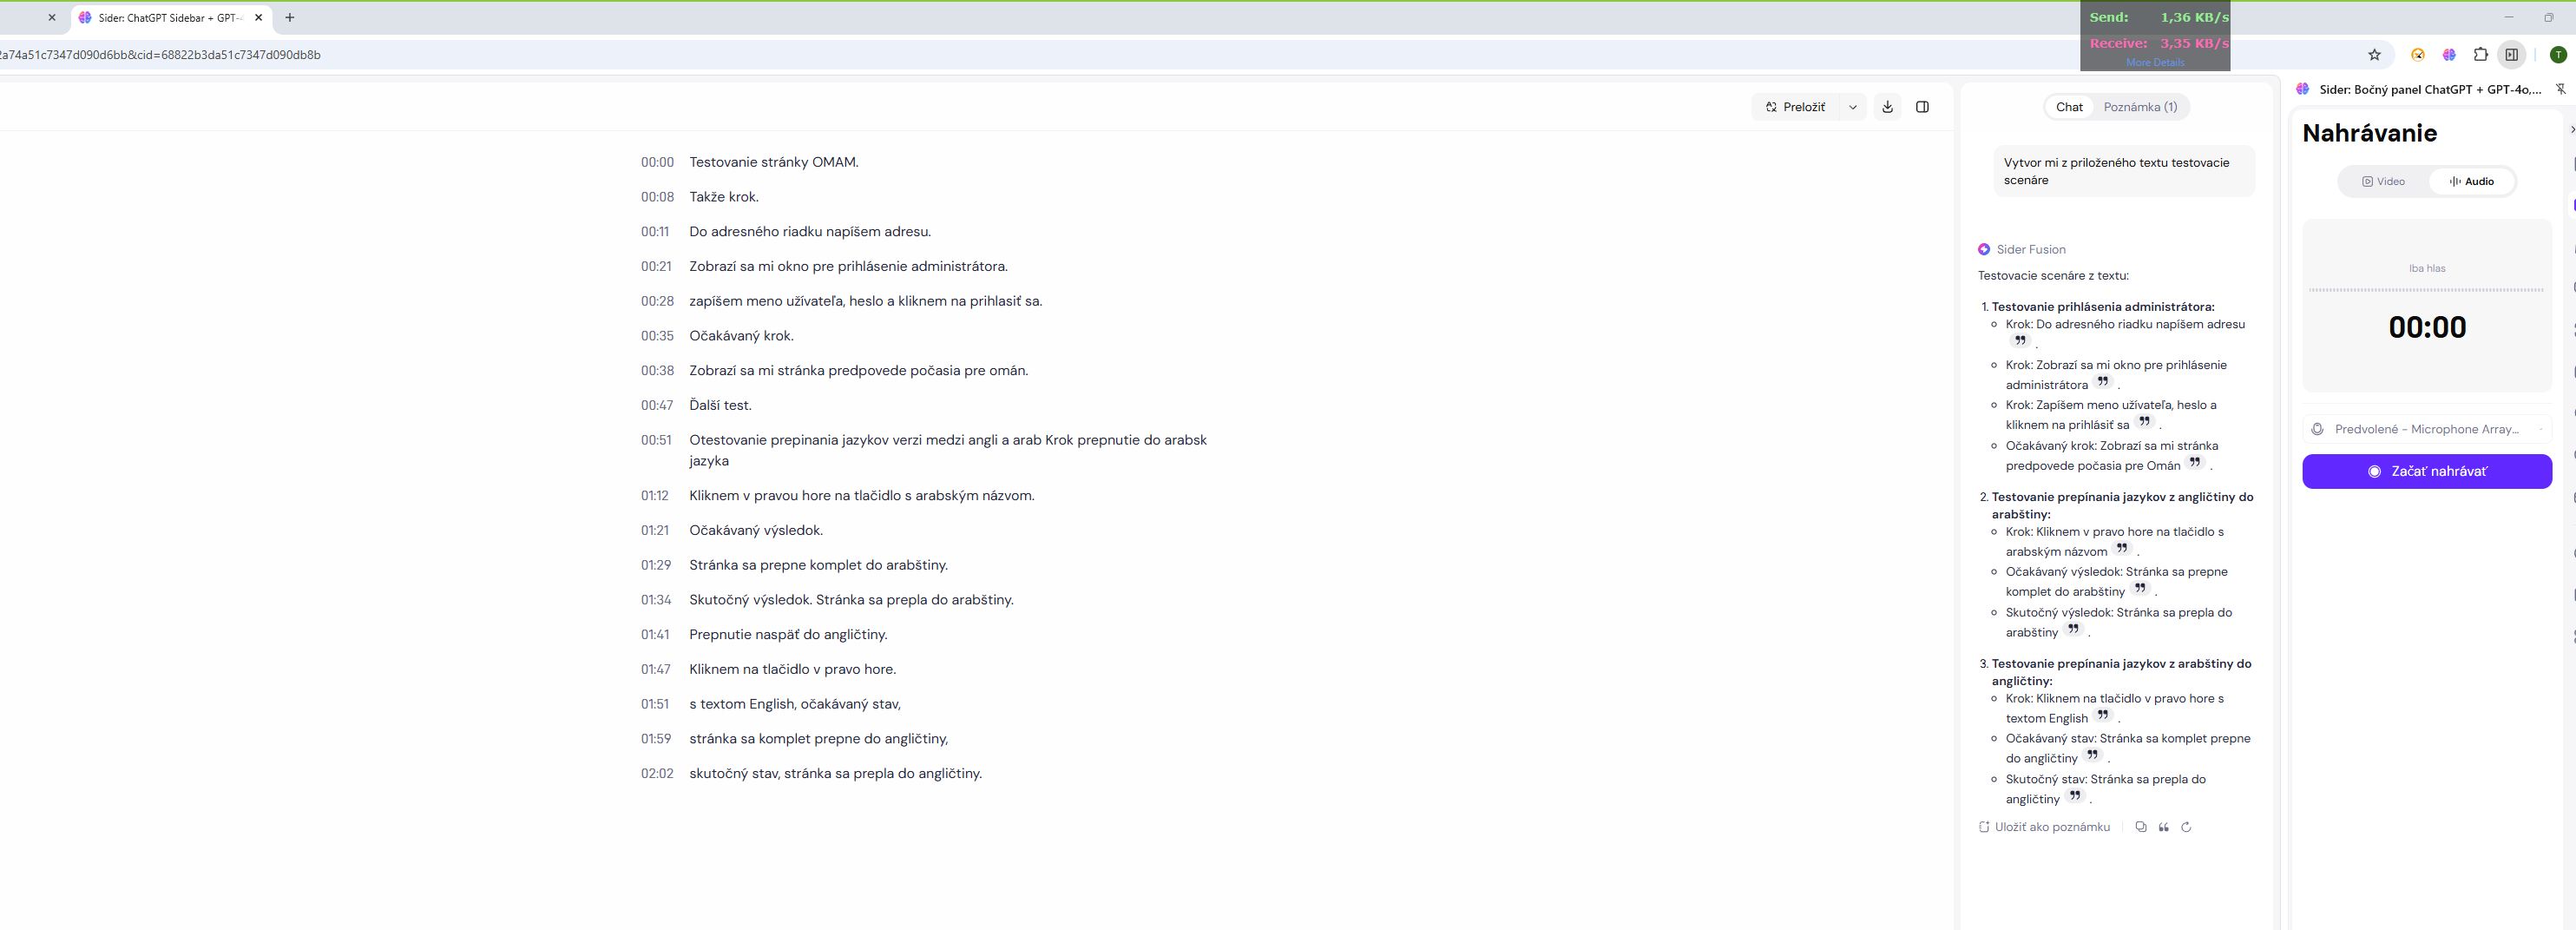 Sider: ChatGPT Sidebar + GPT-4
Send: 1,36 KB/s
Receive: 3,35 KB/s
More Details
2a74a51c7347d090d6bb&cid=68822b3da51c7347d090db8b
T
Preložiť
00:00 Testovanie stránky OMAM.
00:08 Takže krok.
00:11 Do adresného riadku napíšem adresu.
00:21 Zobrazí sa mi okno pre prihlásenie administrátora.
00:28 zapíšem meno užívateľa, heslo a kliknem na prihlasiť sa.
00:35 Očakávaný krok.
00:38 Zobrazí sa mi stránka predpovede počasia pre omán.
00:47 Ďalší test.
00:51 Otestovanie prepinania jazykov verzi medzi angli a arab Krok prepnutie do arabsk
jazyka
01:12 Kliknem v pravou hore na tlačidlo s arabským názvom.
01:21 Očakávaný výsledok.
01:29 Stránka sa prepne komplet do arabštiny.
01:34 Skutočný výsledok. Stránka sa prepla do arabštiny.
01:41 Prepnutie naspäť do angličtiny.
01:47 Kliknem na tlačidlo v pravo hore.
01:51 s textom English, očakávaný stav,
01:59 stránka sa komplet prepne do angličtiny,
02:02 skutočný stav, stránka sa prepla do angličtiny.
Chat Poznámka (1)
Vytvor mi z priloženého textu testovacie
scenáre
Sider Fusion
Testovacie scenáre z textu:
1. Testovanie prihlásenia administrátora:
Krok: Do adresného riadku napíšem adresu
.
Krok: Zobrazí sa mi okno pre prihlásenie
administrátora .
Krok: Zapíšem meno užívateľa, heslo a
kliknem na prihlásiť sa .
Očakávaný krok: Zobrazí sa mi stránka
predpovede počasia pre Omán .
2. Testovanie prepínania jazykov z angličtiny do
arabštiny:
Krok: Kliknem v pravo hore na tlačidlo s
arabským názvom .
Očakávaný výsledok: Stránka sa prepne
komplet do arabštiny .
Skutočný výsledok: Stránka sa prepla do
arabštiny .
3. Testovanie prepínania jazykov z arabštiny do
angličtiny:
Krok: Kliknem na tlačidlo v pravo hore s
textom English .
Očakávaný stav: Stránka sa komplet prepne
do angličtiny .
Skutočný stav: Stránka sa prepla do
angličtiny .
Uložiť ako poznámku
Sider: Bočný panel ChatGPT + GPT-4o,...
Nahrávanie
Video Audio
Iba hlas
00:00
Predvolené - Microphone Array...
Začať nahrávať